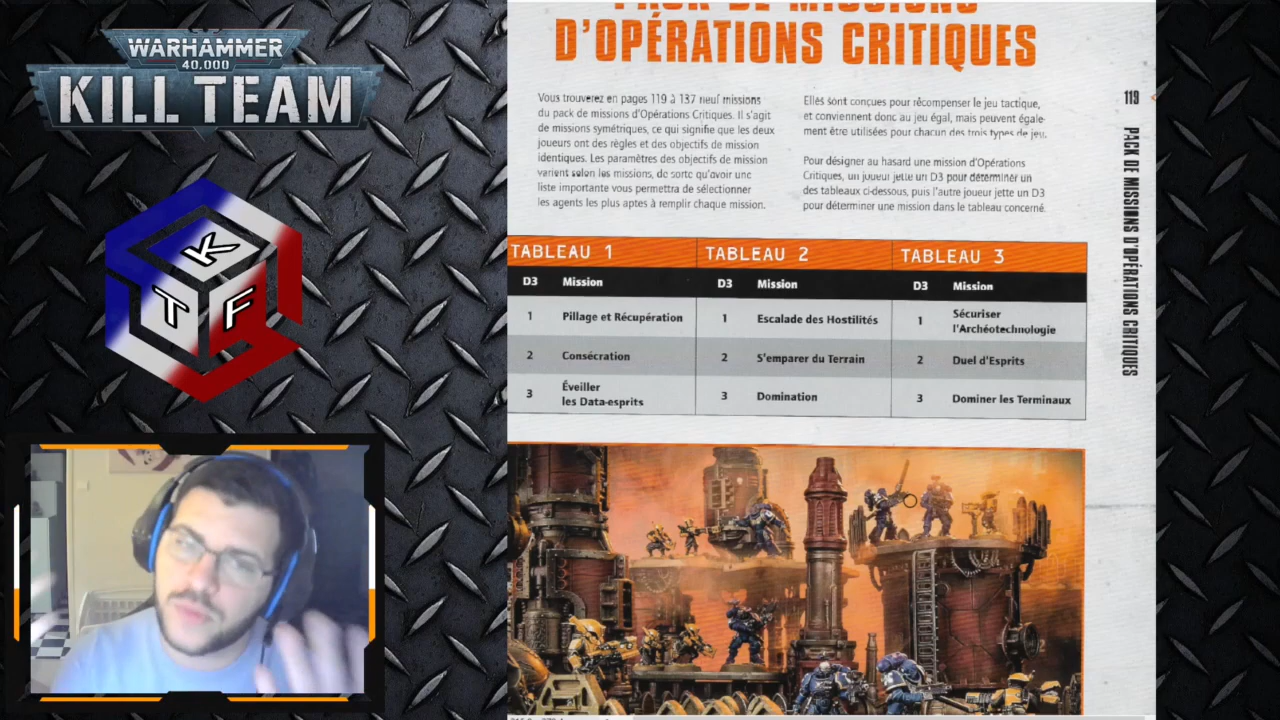 WARHAMMER
40,000
KILL TEAM
K
T F
PACK DE MISSIONS
D'OPÉRATIONS CRITIQUES
Vous trouverez en pages 119 à 137 neuf missions
du pack de missions d'Opérations Critiques. Il s'agit
de missions symétriques, ce qui signifie que les deux
joueurs ont des règles et des objectifs de mission
identiques. Les paramètres des objectifs de mission
varient selon les missions, de sorte qu'avoir une
liste importante vous permettra de sélectionner
les agents les plus aptes à remplir chaque mission.
Elles sont conçues pour récompenser le jeu tactique,
et conviennent donc au jeu égal, mais peuvent égale-
ment être utilisées pour chacun des trois types de jeu.
Pour désigner au hasard une mission d'Opérations
Critiques, un joueur jette un D3 pour déterminer un
des tableaux ci-dessous, puis l'autre joueur jette un D3
pour déterminer une mission dans le tableau concerné.
119
PACK DE MISSIONS D'OPÉRATIONS CRITIQUES
TABLEAU 1
D3 Mission
1 Pillage et Récupération
2 Consécration
3 Éveiller
les Data-esprits
TABLEAU 2
D3 Mission
1 Escalade des Hostilités
2 S'emparer du Terrain
3 Domination
TABLEAU 3
D3 Mission
1 Sécuriser
l'Archéotechnologie
2 Duel d'Esprits
3 Dominer les Terminaux